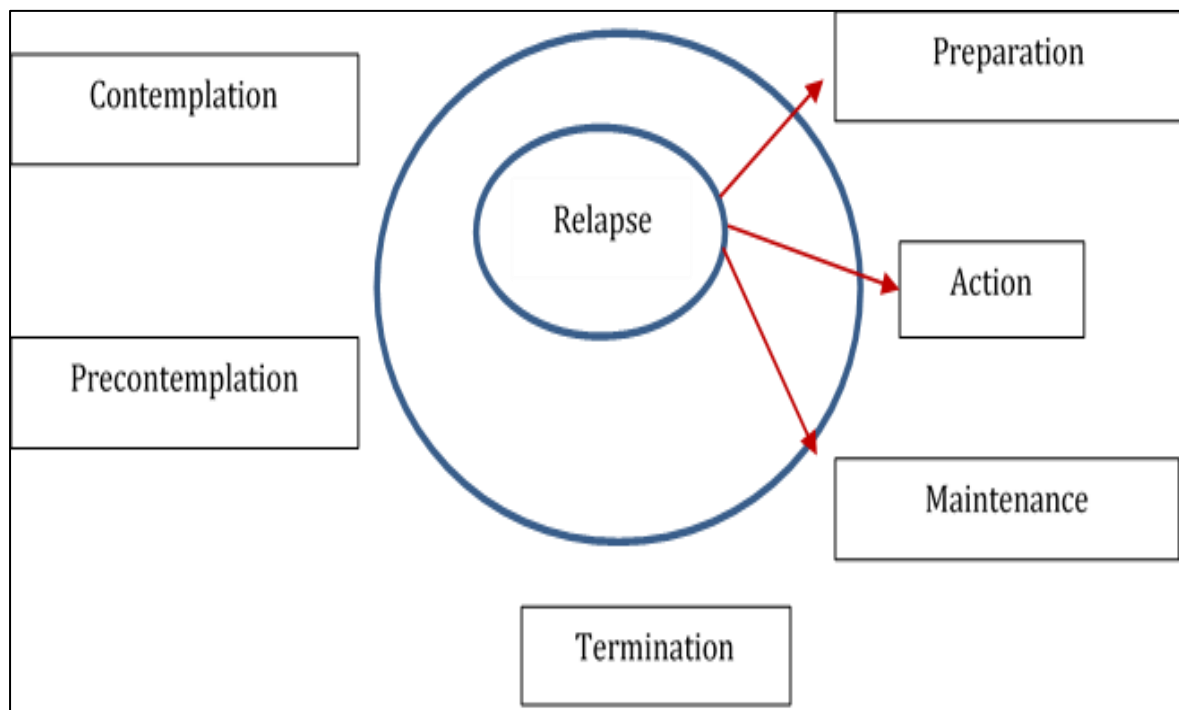 Preparation
Contemplation
Relapse
Action
Precontemplation
Maintenance
Termination